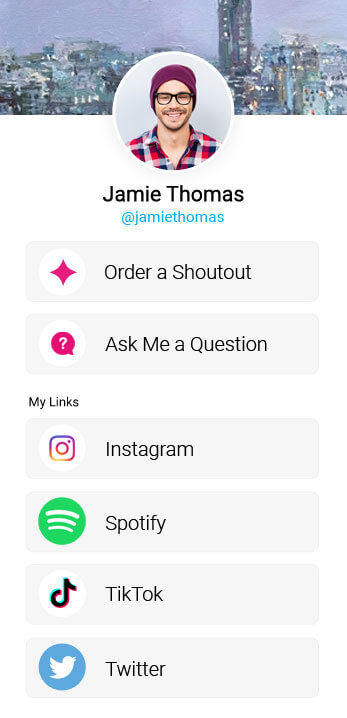 Jamie Thomas
@jamiethomas
Order a Shoutout
Ask Me a Question
My Links
Instagram
Spotify
TikTok
Twitter